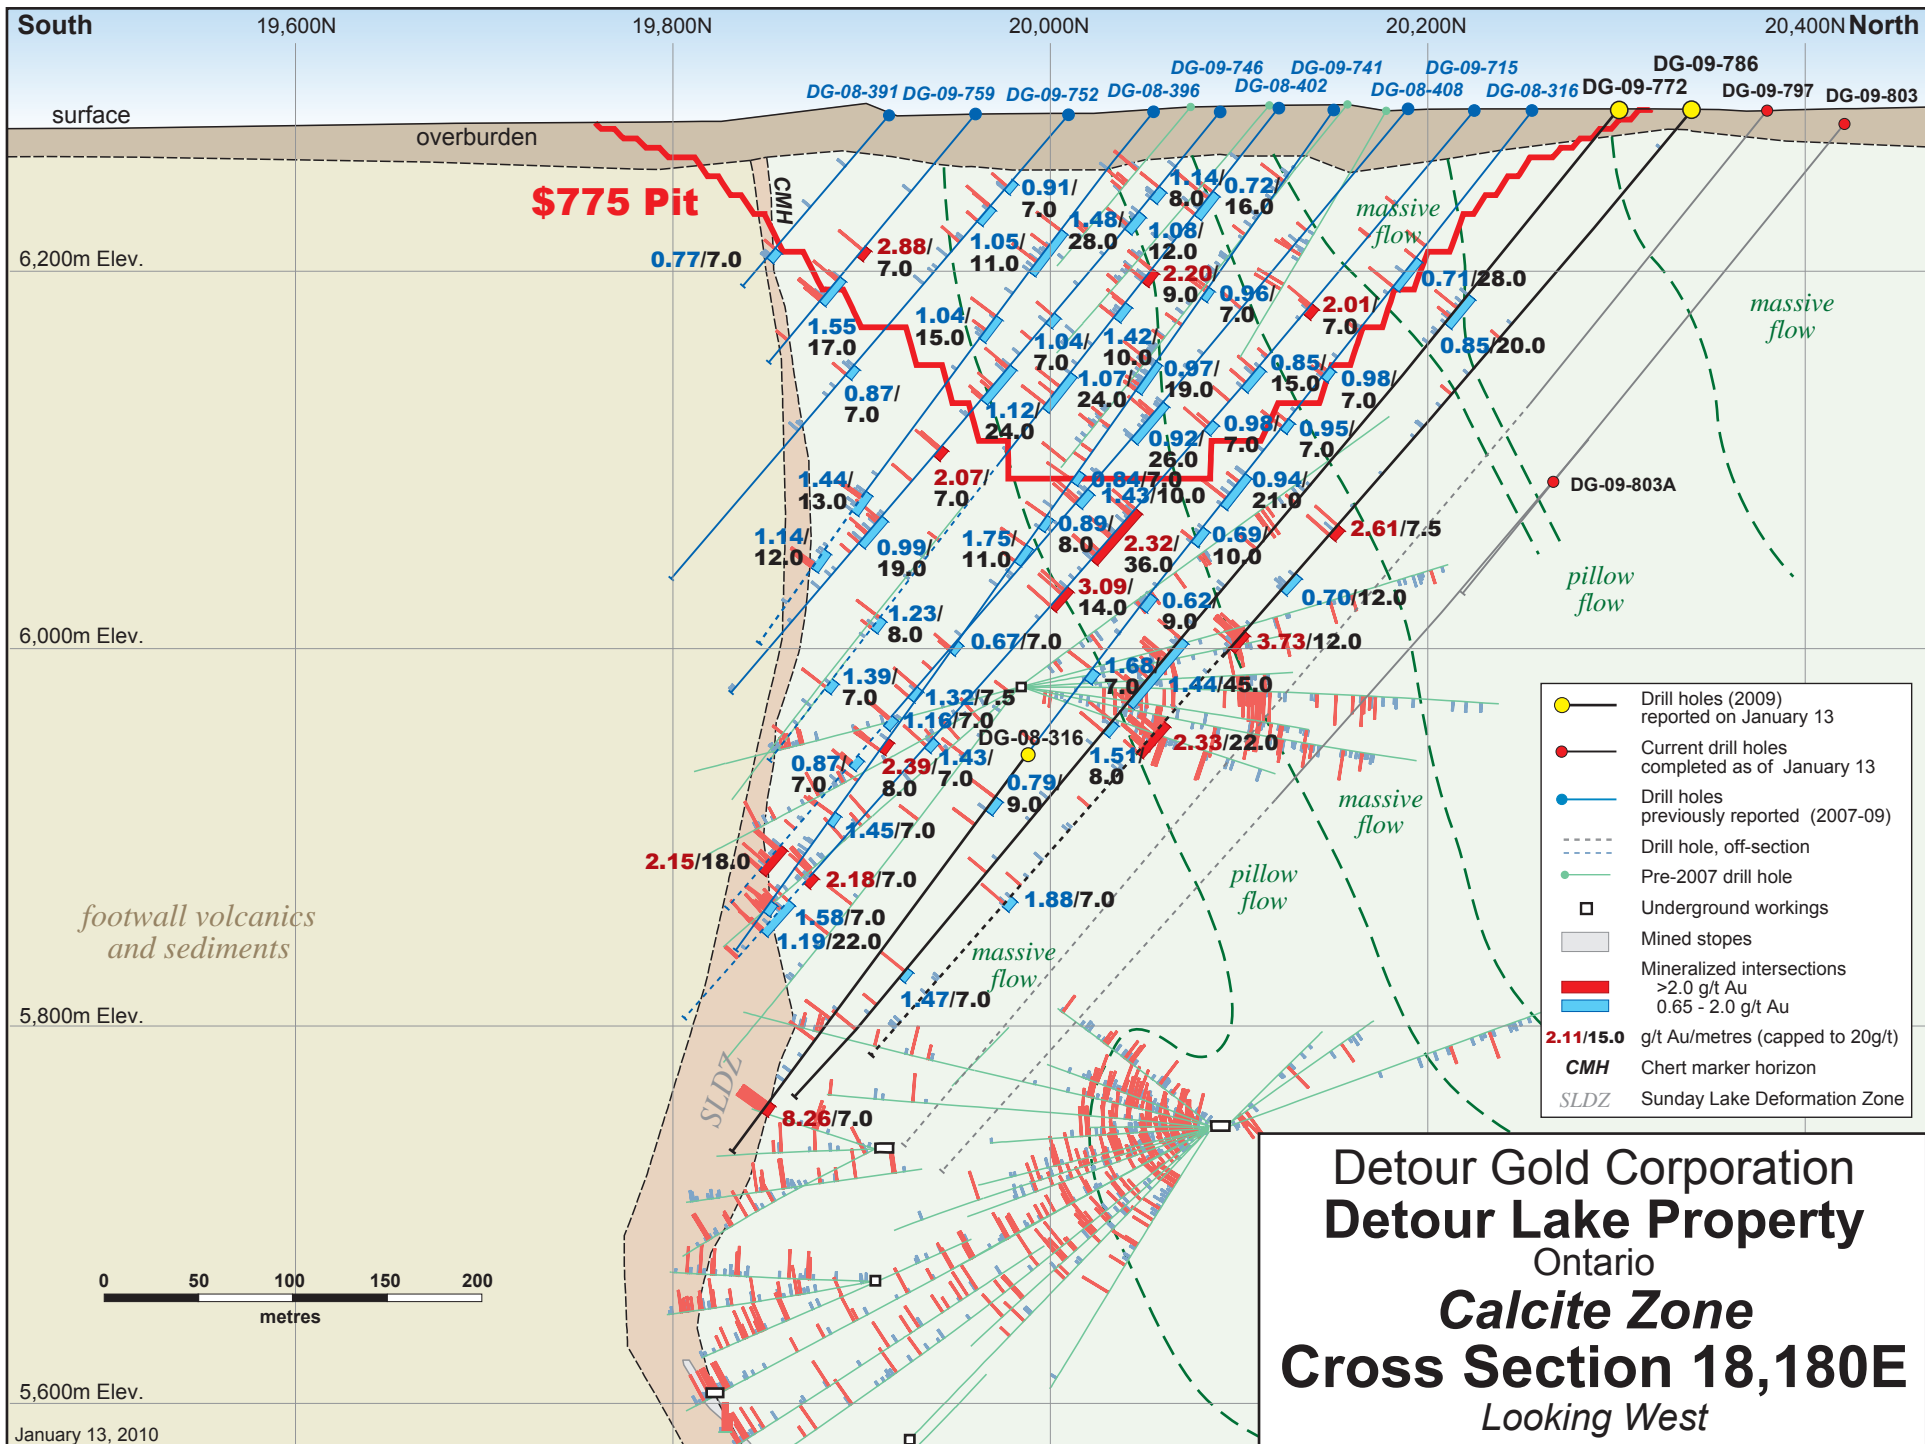 South
19,600N
19,800N
20,000N
20,200N
20,400N
North
DG-08-391
DG-09-759
DG-09-752
DG-08-396
DG-09-746
DG-08-402
DG-09-741
DG-08-408
DG-09-715
DG-08-316
DG-09-772
DG-09-786
DG-09-797
DG-09-803
surface
overburden
$775 Pit
CMH
0.91/
7.0
1.14/
8.0
0.72/
16.0
massive
flow
1.48/
28.0
1.05/
11.0
1.08/
12.0
2.88/
7.0
0.77/7.0
6,200m Elev.
2.20/
9.0
0.96/
7.0
2.01/
7.0
0.71/28.0
massive
flow
1.55
17.0
1.04/
15.0
1.04/
7.0
1.42/
10.0
0.85/20.0
0.87/
7.0
1.07/
24.0
0.97/
19.0
0.85/
15.0
0.98/
7.0
1.12/
24.0
0.92/
26.0
0.98/
7.0
0.95/
7.0
1.44/
13.0
2.07/
7.0
0.84/7.0
1.43/10.0
0.94/
21.0
DG-09-803A
1.14/
12.0
0.99/
19.0
1.75/
11.0
0.89/
8.0
2.32/
36.0
0.69/
10.0
2.61/7.5
pillow
flow
1.23/
8.0
3.09/
14.0
0.62/
9.0
0.70/12.0
6,000m Elev.
0.67/7.0
3.73/12.0
1.39/
7.0
1.32/7.5
1.16/7.0
1.68/
7.0
1.44/45.0
DG-08-316
0.87/
7.0
2.39/
8.0
1.43/
7.0
0.79/
9.0
1.51/
8.0
2.33/22.0
massive
flow
1.45/7.0
2.15/18.0
2.18/7.0
1.88/7.0
pillow
flow
1.58/7.0
1.19/22.0
footwall volcanics
and sediments
massive
flow
1.47/7.0
5,800m Elev.
SLDZ
8.26/7.0
Drill holes (2009)
reported on January 13
Current drill holes
completed as of January 13
Drill holes
previously reported (2007-09)
Drill hole, off-section
Pre-2007 drill hole
Underground workings
Mined stopes
Mineralized intersections
>2.0 g/t Au
0.65 - 2.0 g/t Au
2.11/15.0 g/t Au/metres (capped to 20g/t)
CMH Chert marker horizon
SLDZ Sunday Lake Deformation Zone
0 50 100 150 200
metres
5,600m Elev.
January 13, 2010
Detour Gold Corporation
Detour Lake Property
Ontario
Calcite Zone
Cross Section 18,180E
Looking West